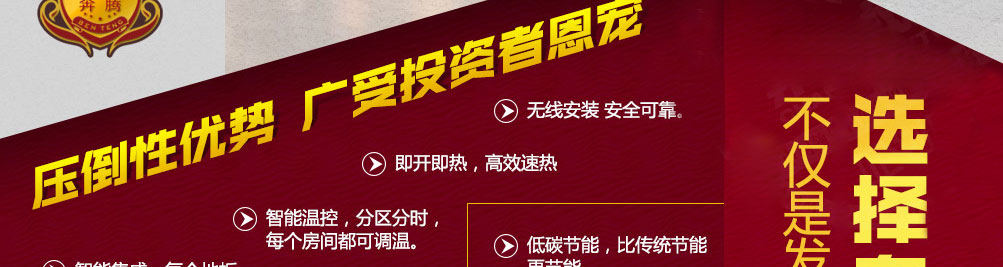 奔腾
BEN TENG
压倒性优势 广受投资者恩宠
无线安装 安全可靠。
即开即热，高效速热
智能温控，分区分时，
每个房间都可调温。
低碳节能，比传统节能
选择
不仅是发